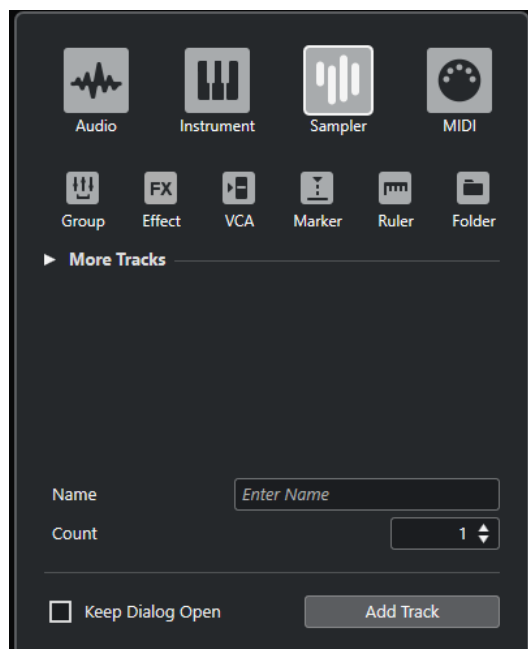 Audio Instrument Sampler MIDI
FX
Group Effect VCA Marker Ruler Folder
More Tracks
Name Enter Name
Count 1
Keep Dialog Open Add Track